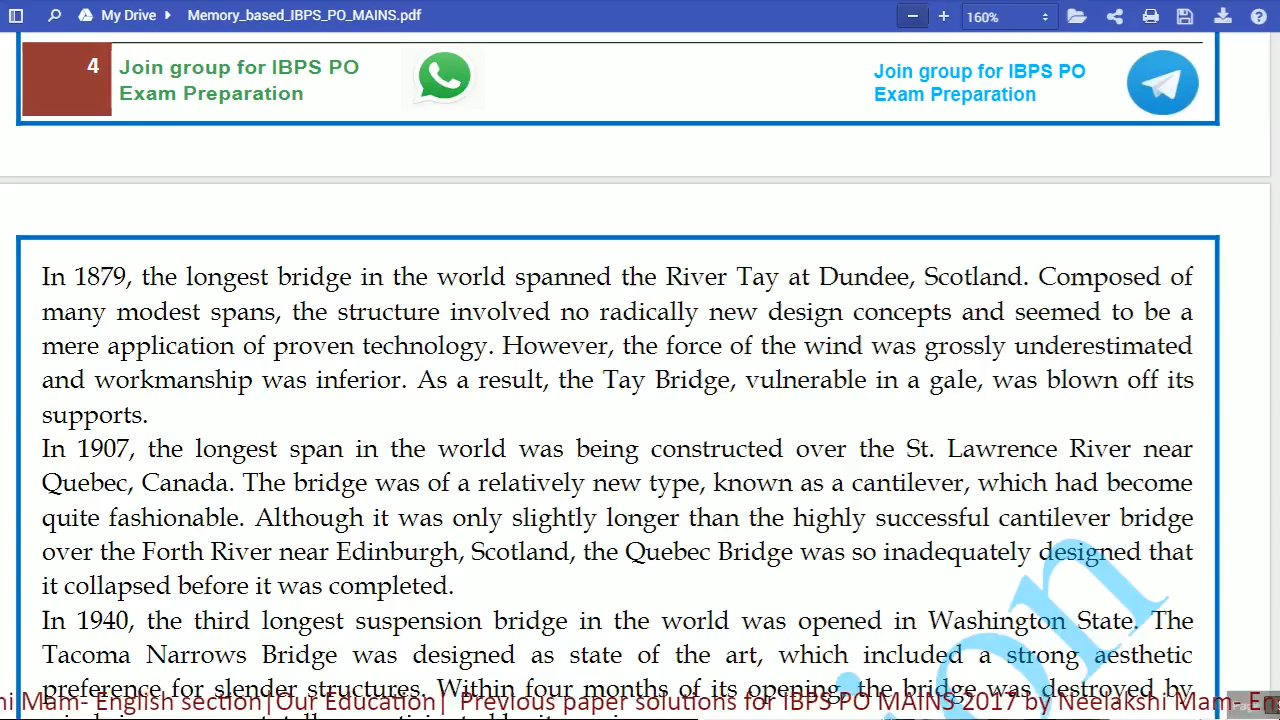 My Drive Memory_based_IBPS_PO_MAINS.pdf
160%
4
Join group for IBPS PO
Exam Preparation
Join group for IBPS PO
Exam Preparation
In 1879, the longest bridge in the world spanned the River Tay at Dundee, Scotland. Composed of
many modest spans, the structure involved no radically new design concepts and seemed to be a
mere application of proven technology. However, the force of the wind was grossly underestimated
and workmanship was inferior. As a result, the Tay Bridge, vulnerable in a gale, was blown off its
supports.
In 1907, the longest span in the world was being constructed over the St. Lawrence River near
Quebec, Canada. The bridge was of a relatively new type, known as a cantilever, which had become
quite fashionable. Although it was only slightly longer than the highly successful cantilever bridge
over the Forth River near Edinburgh, Scotland, the Quebec Bridge was so inadequately designed that
it collapsed before it was completed.
In 1940, the third longest suspension bridge in the world was opened in Washington State. The
Tacoma Narrows Bridge was designed as state of the art, which included a strong aesthetic
preference for slender structures. Within four months of its opening, the bridge was destroyed by
hi Mam- English section|Our Education| Previous paper solutions for IBPS PO MAINS 2017 by Neelakshi Mam- En